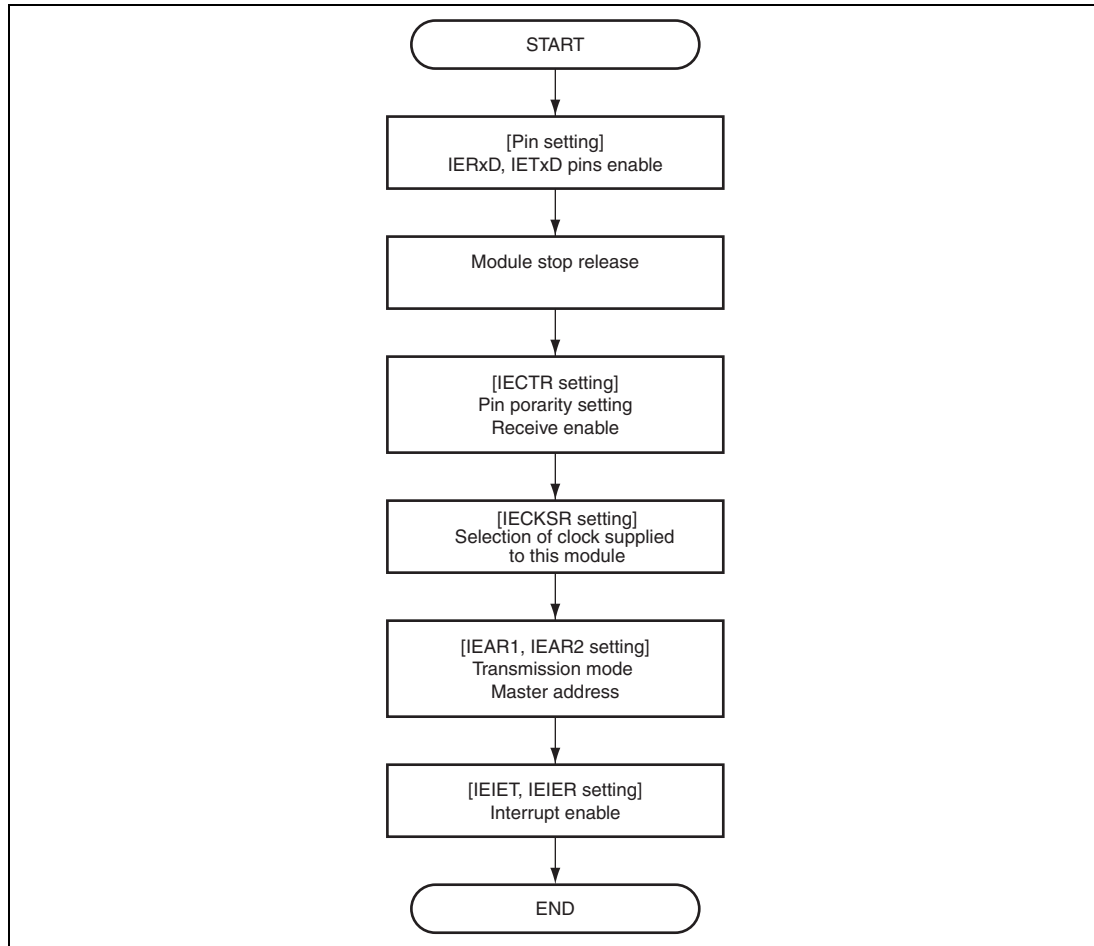 START
[Pin setting]
IERxD, IETxD pins enable
Module stop release
[IECTR setting]
Pin porarity setting
Receive enable
[IECKSR setting]
Selection of clock supplied
to this module
[IEAR1, IEAR2 setting]
Transmission mode
Master address
[IEIET, IEIER setting]
Interrupt enable
END